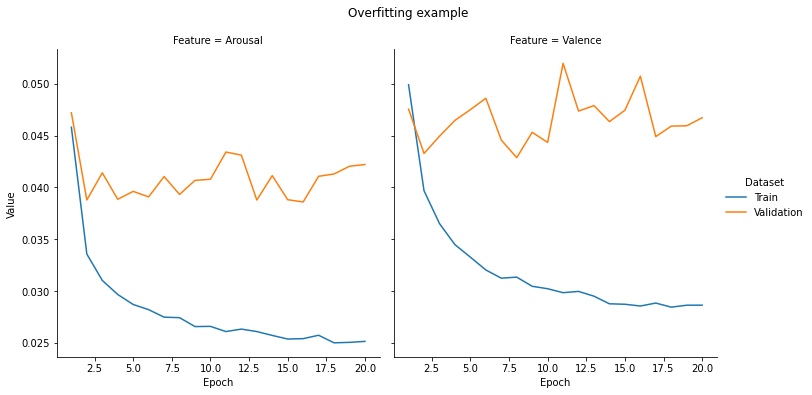 Overfitting example
Feature = Arousal
Feature = Valence
0.050
0.045
0.040
0.035
0.030
0.025
Value
2.5 5.0 7.5 10.0 12.5 15.0 17.5 20.0
2.5 5.0 7.5 10.0 12.5 15.0 17.5 20.0
Epoch
Epoch
Dataset
Train
Validation